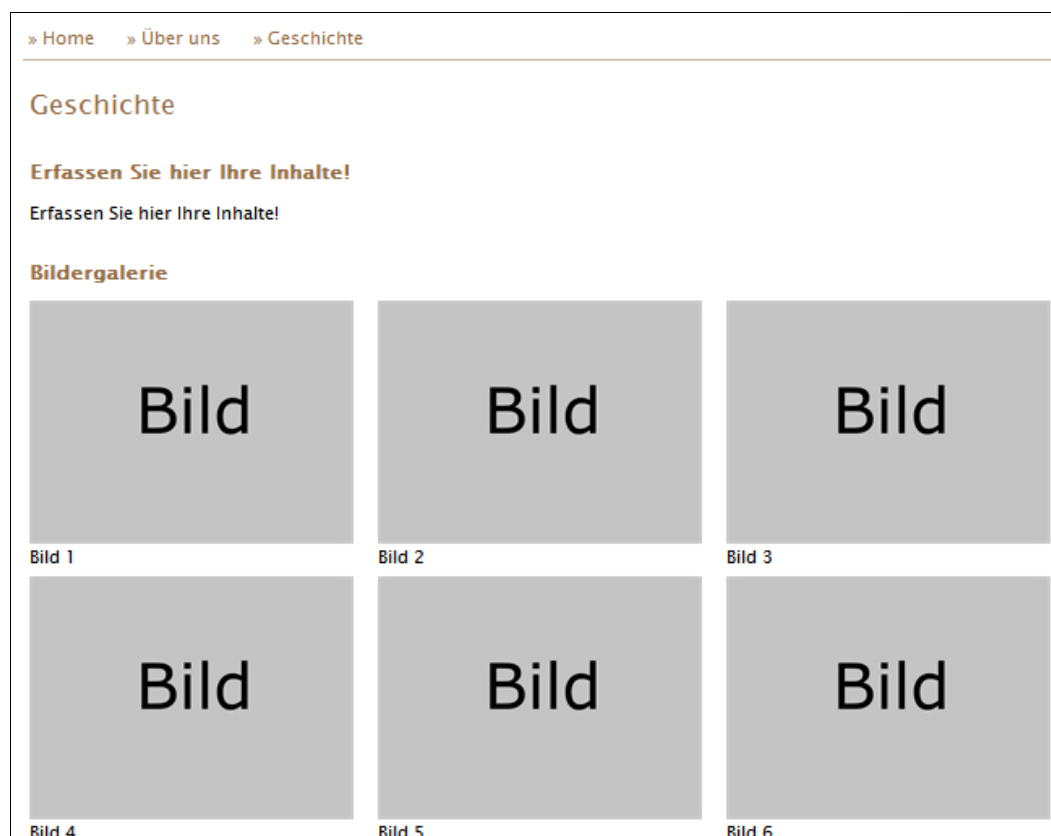 » Home » Über uns » Geschichte
Geschichte
Erfassen Sie hier Ihre Inhalte!
Erfassen Sie hier Ihre Inhalte!
Bildergalerie
Bild Bild Bild
Bild 1 Bild 2 Bild 3
Bild Bild Bild
Bild 4 Bild 5 Bild 6